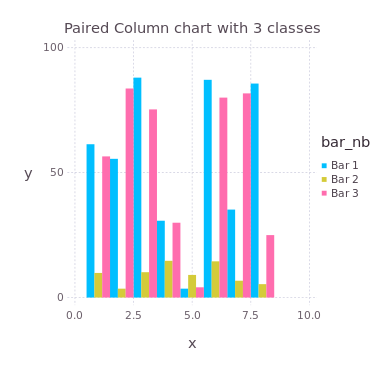 Paired Column chart with 3 classes
100
50
0
y
0.0 2.5 5.0 7.5 10.0
x
bar_nb
Bar 1
Bar 2
Bar 3